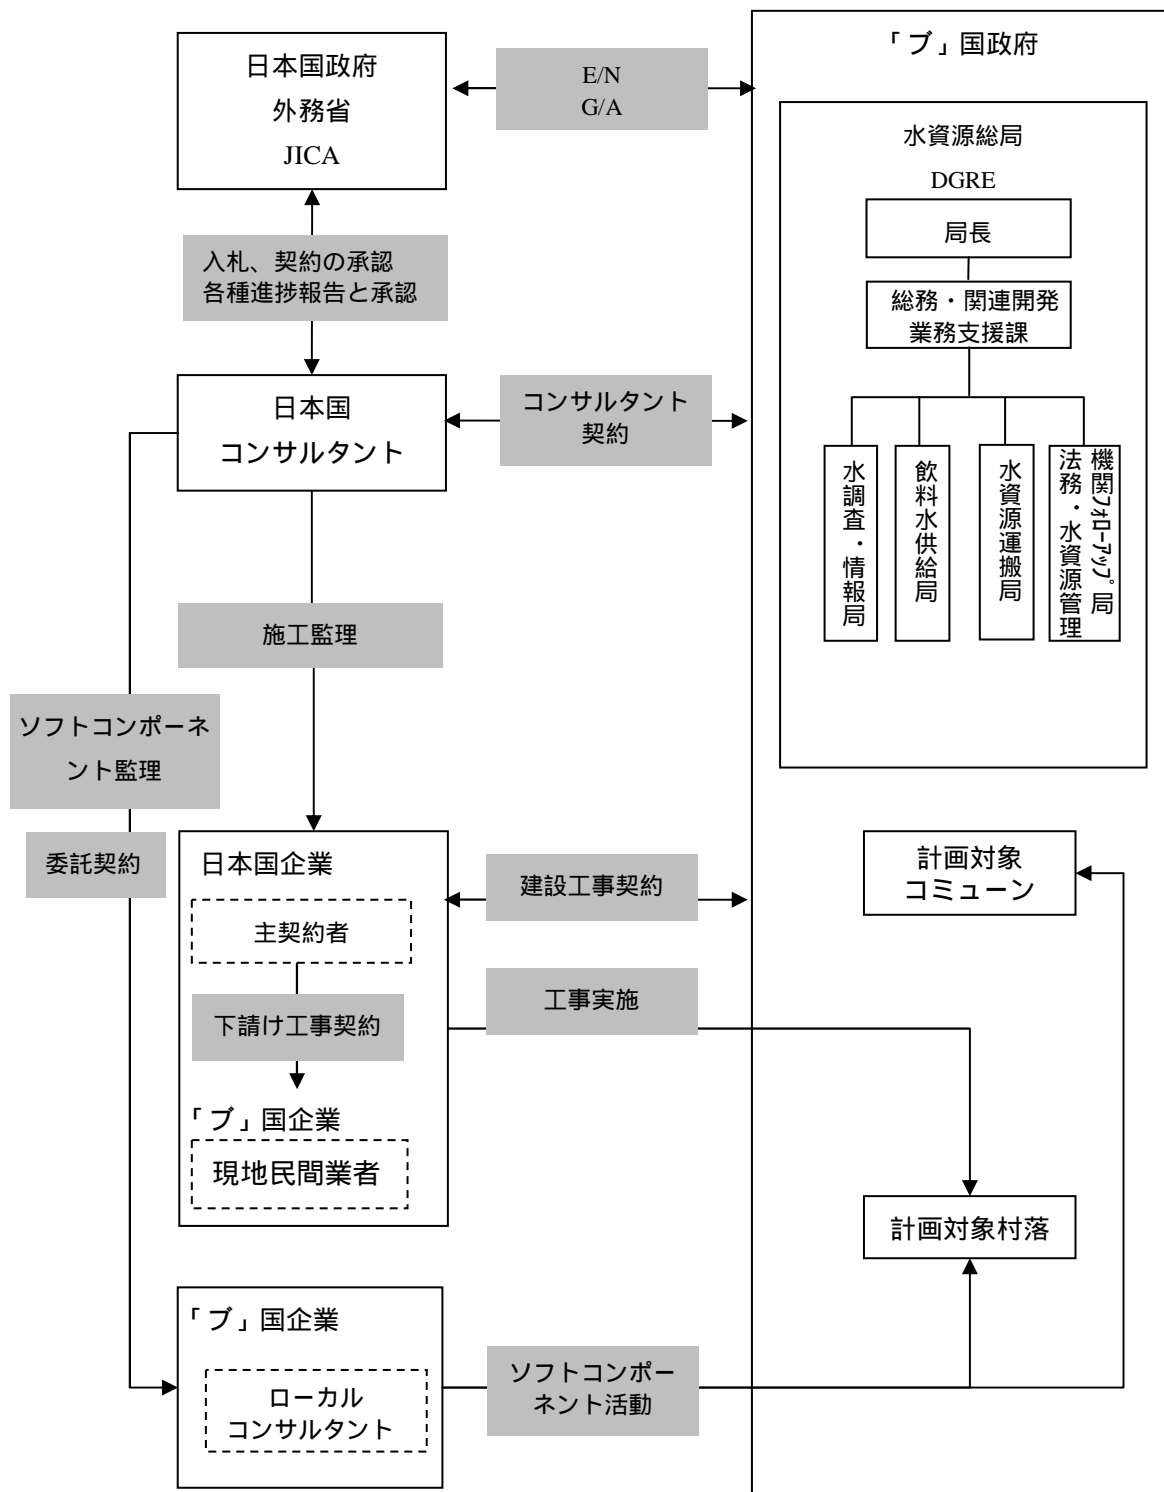 日本国政府
外務省
JICA
E/N
G/A
「ブ」国政府
水資源総局
DGRE
局長
総務・関連開発
業務支援課
水調査・情報局
飲料水供給局
水資源運搬局
法務・水資源管理
機関ﾌｫﾛｰｱｯﾌﾟ局
入札、契約の承認
各種進捗報告と承認
日本国
コンサルタント
コンサルタント
契約
施工監理
ソフトコンポーネ
ント監理
委託契約
日本国企業
主契約者
下請け工事契約
「ブ」国企業
現地民間業者
建設工事契約
工事実施
計画対象
コミューン
計画対象村落
「ブ」国企業
ローカル
コンサルタント
ソフトコンポー
ネント活動